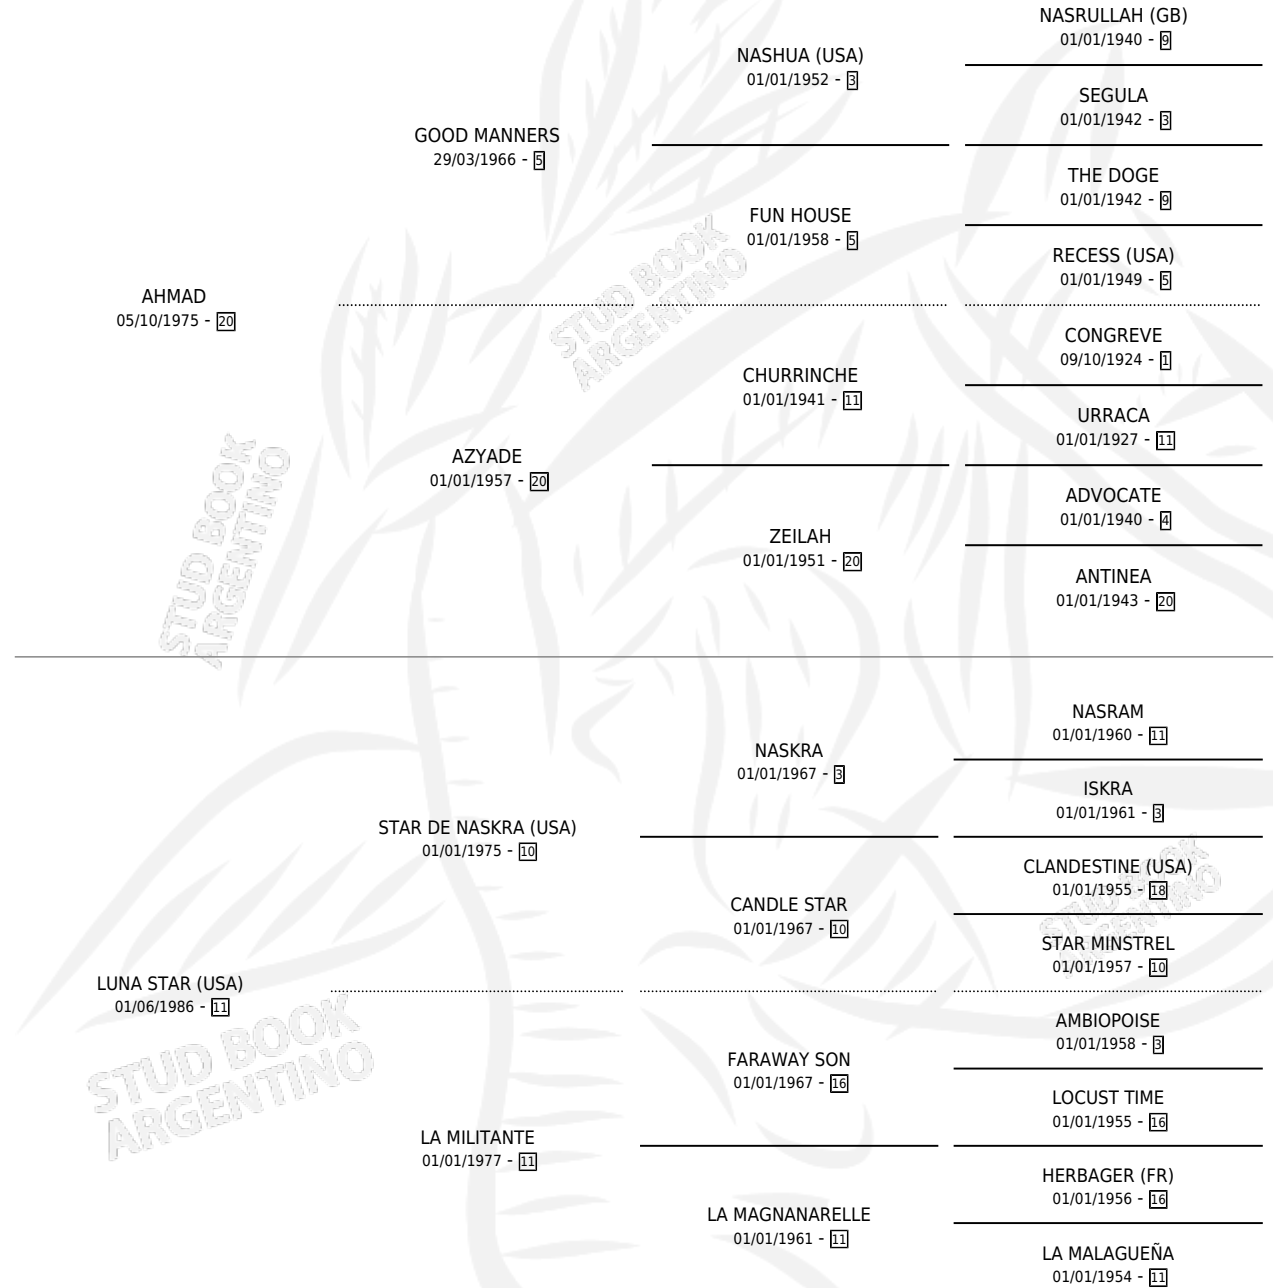 NASRULLAH (GB)
01/01/1940 - 9
NASHUA (USA)
01/01/1952 - 3
SEGULA
01/01/1942 - 3
GOOD MANNERS
29/03/1966 - 5
THE DOGE
01/01/1942 - 9
FUN HOUSE
01/01/1958 - 5
RECESS (USA)
01/01/1949 - 5
AHMAD
05/10/1975 - 20
CONGREVE
09/10/1924 - 1
CHURRINCHE
01/01/1941 - 11
URRACA
01/01/1927 - 11
AZYADE
01/01/1957 - 20
ADVOCATE
01/01/1940 - 4
ZEILAH
01/01/1951 - 20
ANTINEA
01/01/1943 - 20
STUD BOOK
ARGENTINO
STUD BOOK
ARGENTINO
NASRAM
01/01/1960 - 11
NASKRA
01/01/1967 - 3
ISKRA
01/01/1961 - 3
STAR DE NASKRA (USA)
01/01/1975 - 10
CLANDESTINE (USA)
01/01/1955 - 18
CANDLE STAR
01/01/1967 - 10
STAR MINSTREL
01/01/1957 - 10
STUD BOOK
ARGENTINO
LUNA STAR (USA)
01/06/1986 - 11
AMBIOPOISE
01/01/1958 - 3
FARAWAY SON
01/01/1967 - 16
LOCUST TIME
01/01/1955 - 16
LA MILITANTE
01/01/1977 - 11
HERBAGER (FR)
01/01/1956 - 16
LA MAGNANARELLE
01/01/1961 - 11
LA MALAGUEÑA
01/01/1954 - 11
STUD BOOK
ARGENTINO